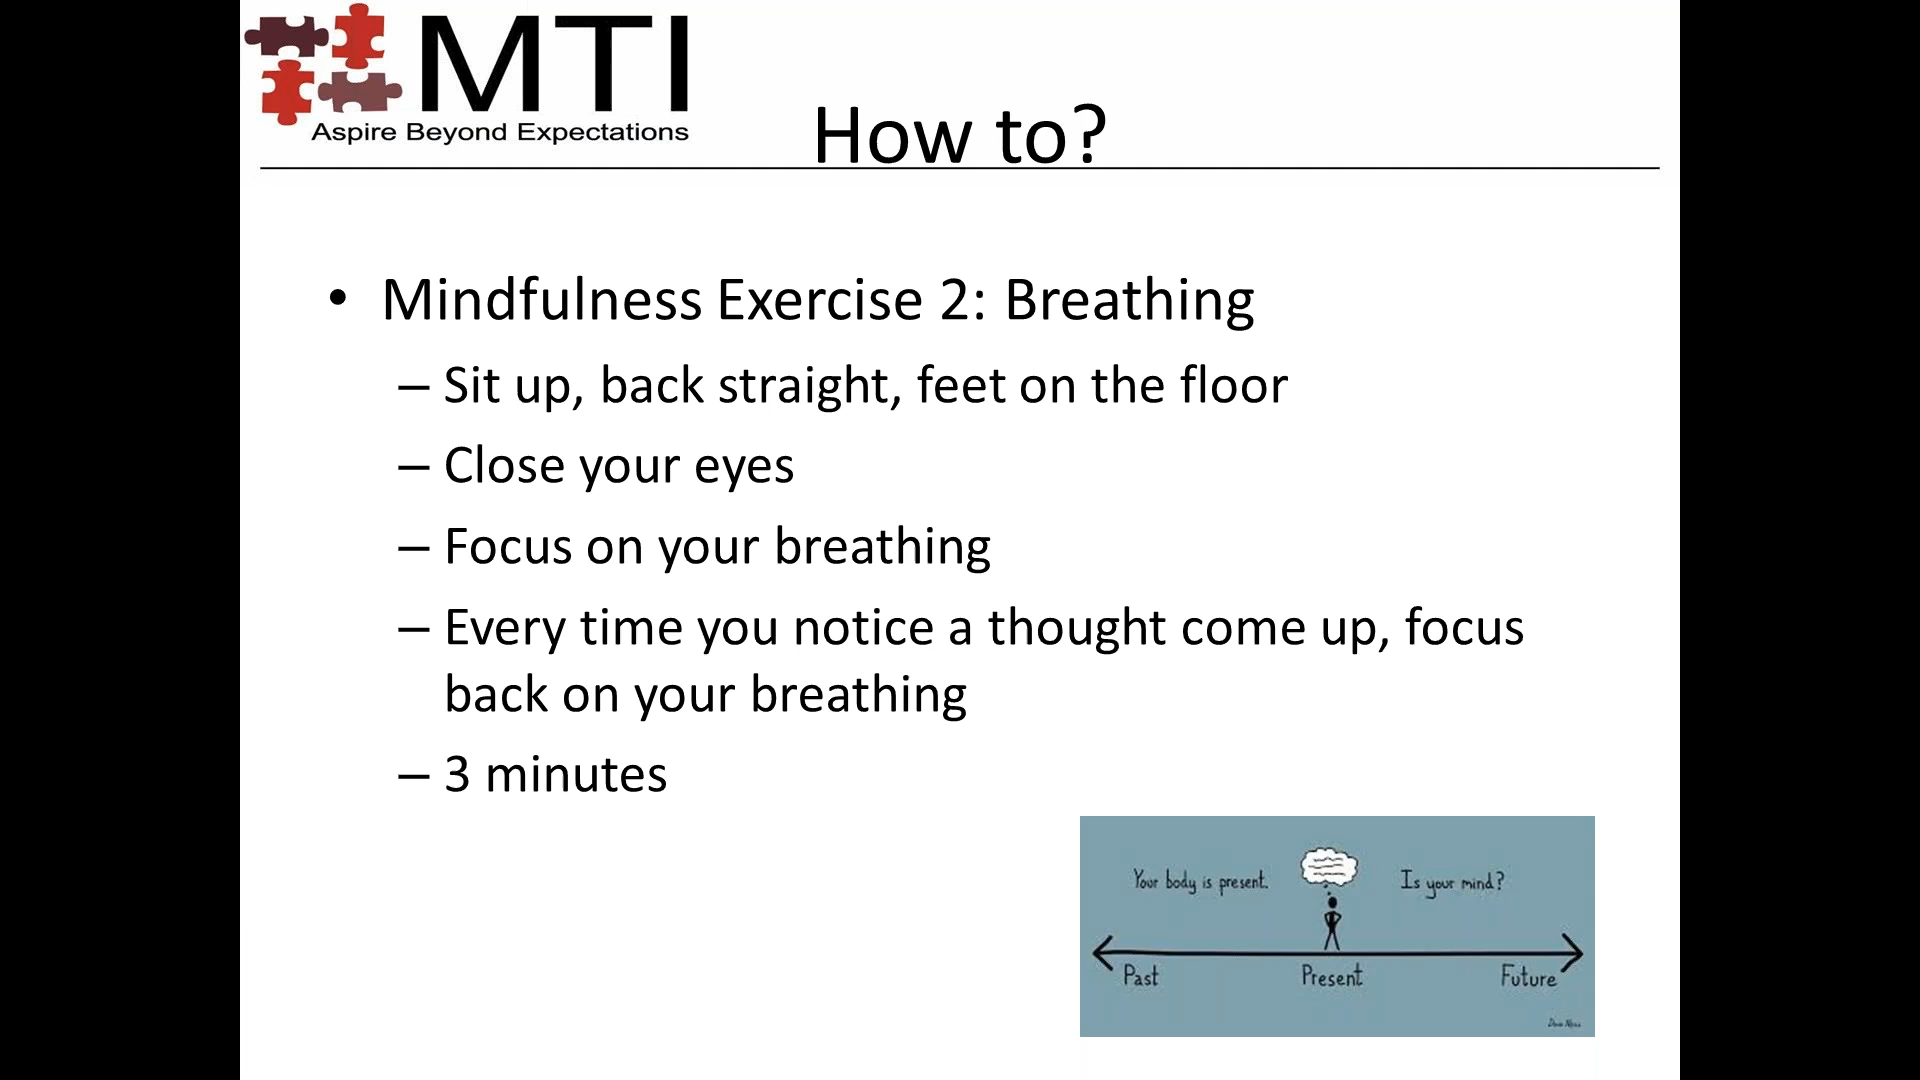 MTI
Aspire Beyond Expectations
How to?
• Mindfulness Exercise 2: Breathing
– Sit up, back straight, feet on the floor
– Close your eyes
– Focus on your breathing
– Every time you notice a thought come up, focus
back on your breathing
– 3 minutes
Your body is present.
Is your mind?
Past
Present
Future